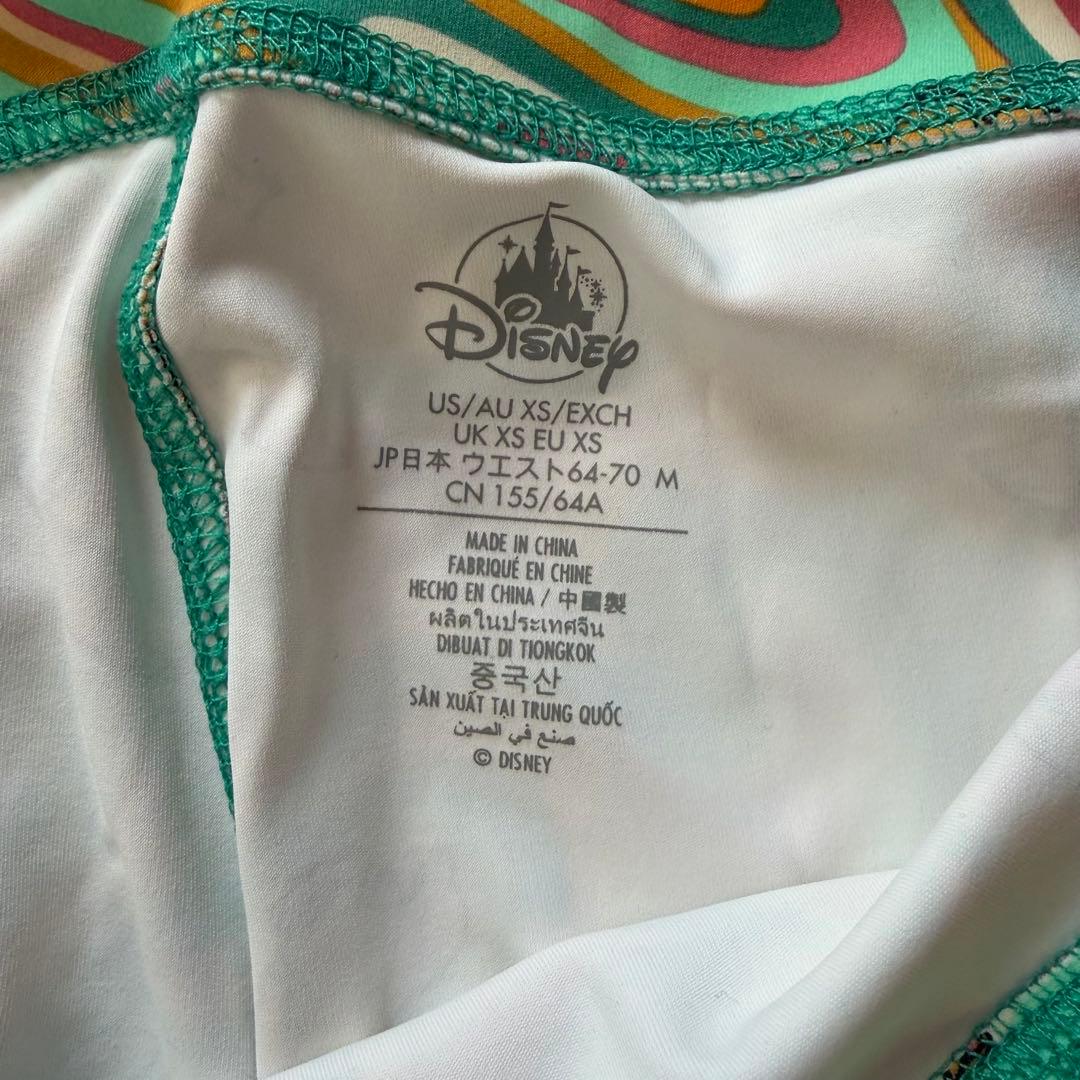 Disney
US/AU XS/EXCH
UK XS EU XS
JP日本 ウエスト64-70 M
CN 155/64A
MADE IN CHINA
FABRIQUÉ EN CHINE
HECHO EN CHINA / 中國製
ผลิตในประเทศจีน
DIBUAT DI TIONGKOK
중국산
SẢN XUẤT TẠI TRUNG QUỐC
صنع في الصين
© DISNEY